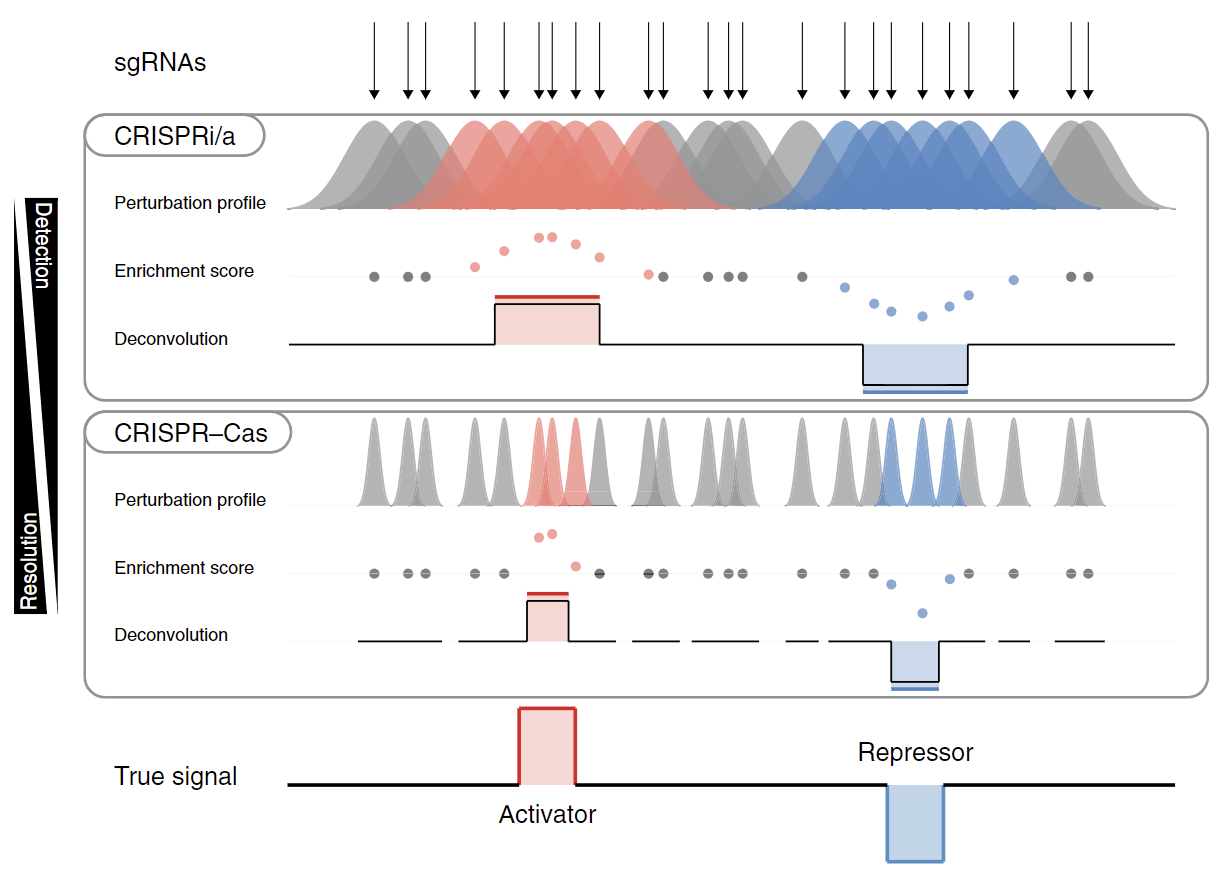 sgRNAs
CRISPRi/a
Perturbation profile
Detection
Enrichment score
Deconvolution
CRISPR–Cas
Perturbation profile
Resolution
Enrichment score
Deconvolution
Repressor
True signal
Activator